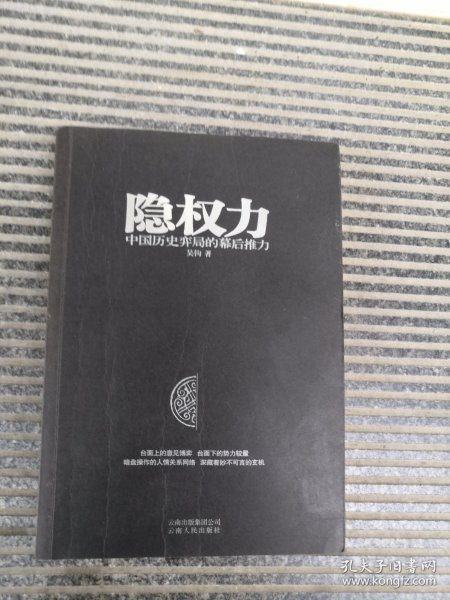 隐权力
中国历史弈局的幕后推力
吴钩 著
台面上的意见博弈 台面下的势力较量
暗盘操作的人情关系网络 深藏着妙不可言的玄机
云南出版集团公司
云南人民出版社
孔夫子旧书网
www.kongfz.com